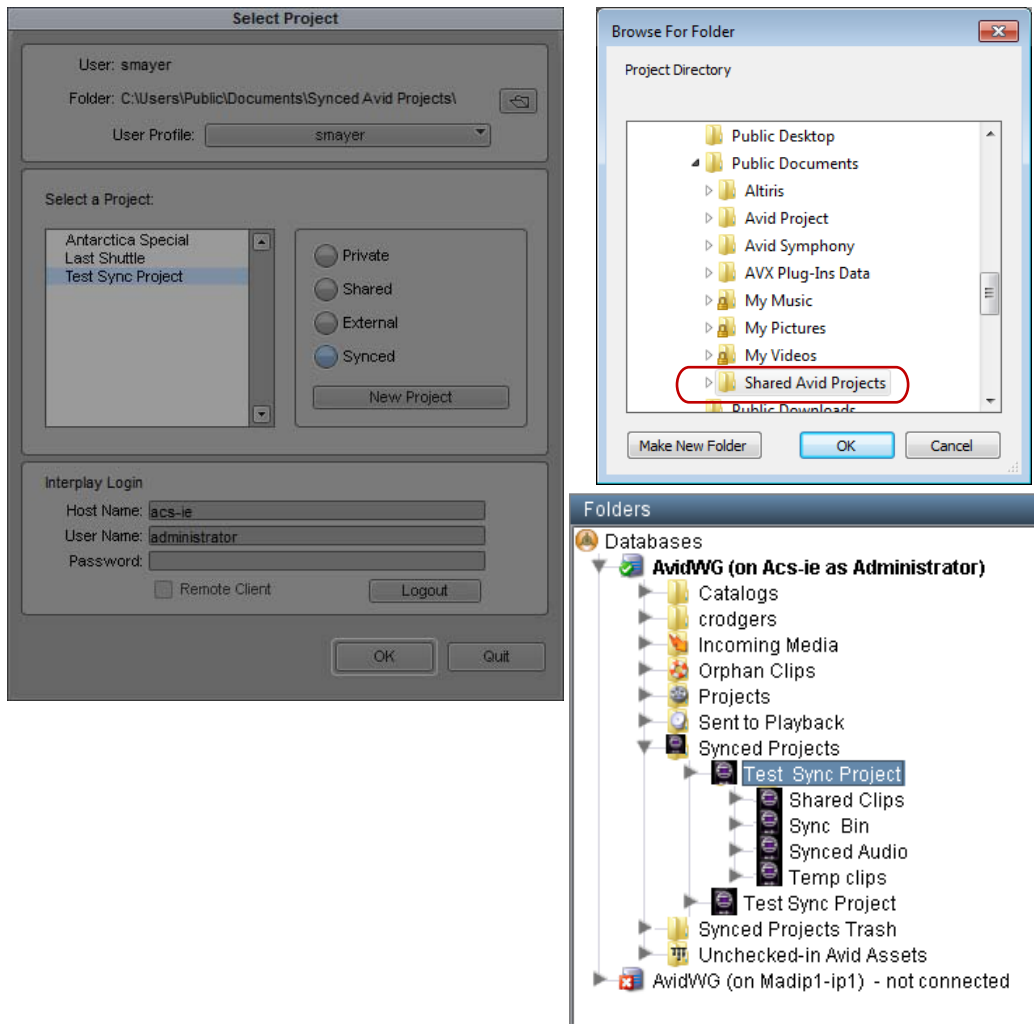 Select Project
User: smayer
Folder: C:\Users\Public\Documents\Synced Avid Projects\
User Profile: smayer
Select a Project:
Antarctica Special
Last Shuttle
Test Sync Project
Private
Shared
External
Synced
New Project
Interplay Login
Host Name: acs-ie
User Name: administrator
Password:
Remote Client
Logout
OK
Quit
Browse For Folder
Project Directory
Public Desktop
Public Documents
Altiris
Avid Project
Avid Symphony
AVX Plug-Ins Data
My Music
My Pictures
My Videos
Shared Avid Projects
Public Downloads
Make New Folder
OK
Cancel
Folders
Databases
AvidWG (on Acs-ie as Administrator)
Catalogs
crodgers
Incoming Media
Orphan Clips
Projects
Sent to Playback
Synced Projects
Test  Sync Project
Shared Clips
Sync  Bin
Synced Audio
Temp clips
Test Sync Project
Synced Projects Trash
Unchecked-in Avid Assets
AvidWG (on Madip1-ip1)  - not connected